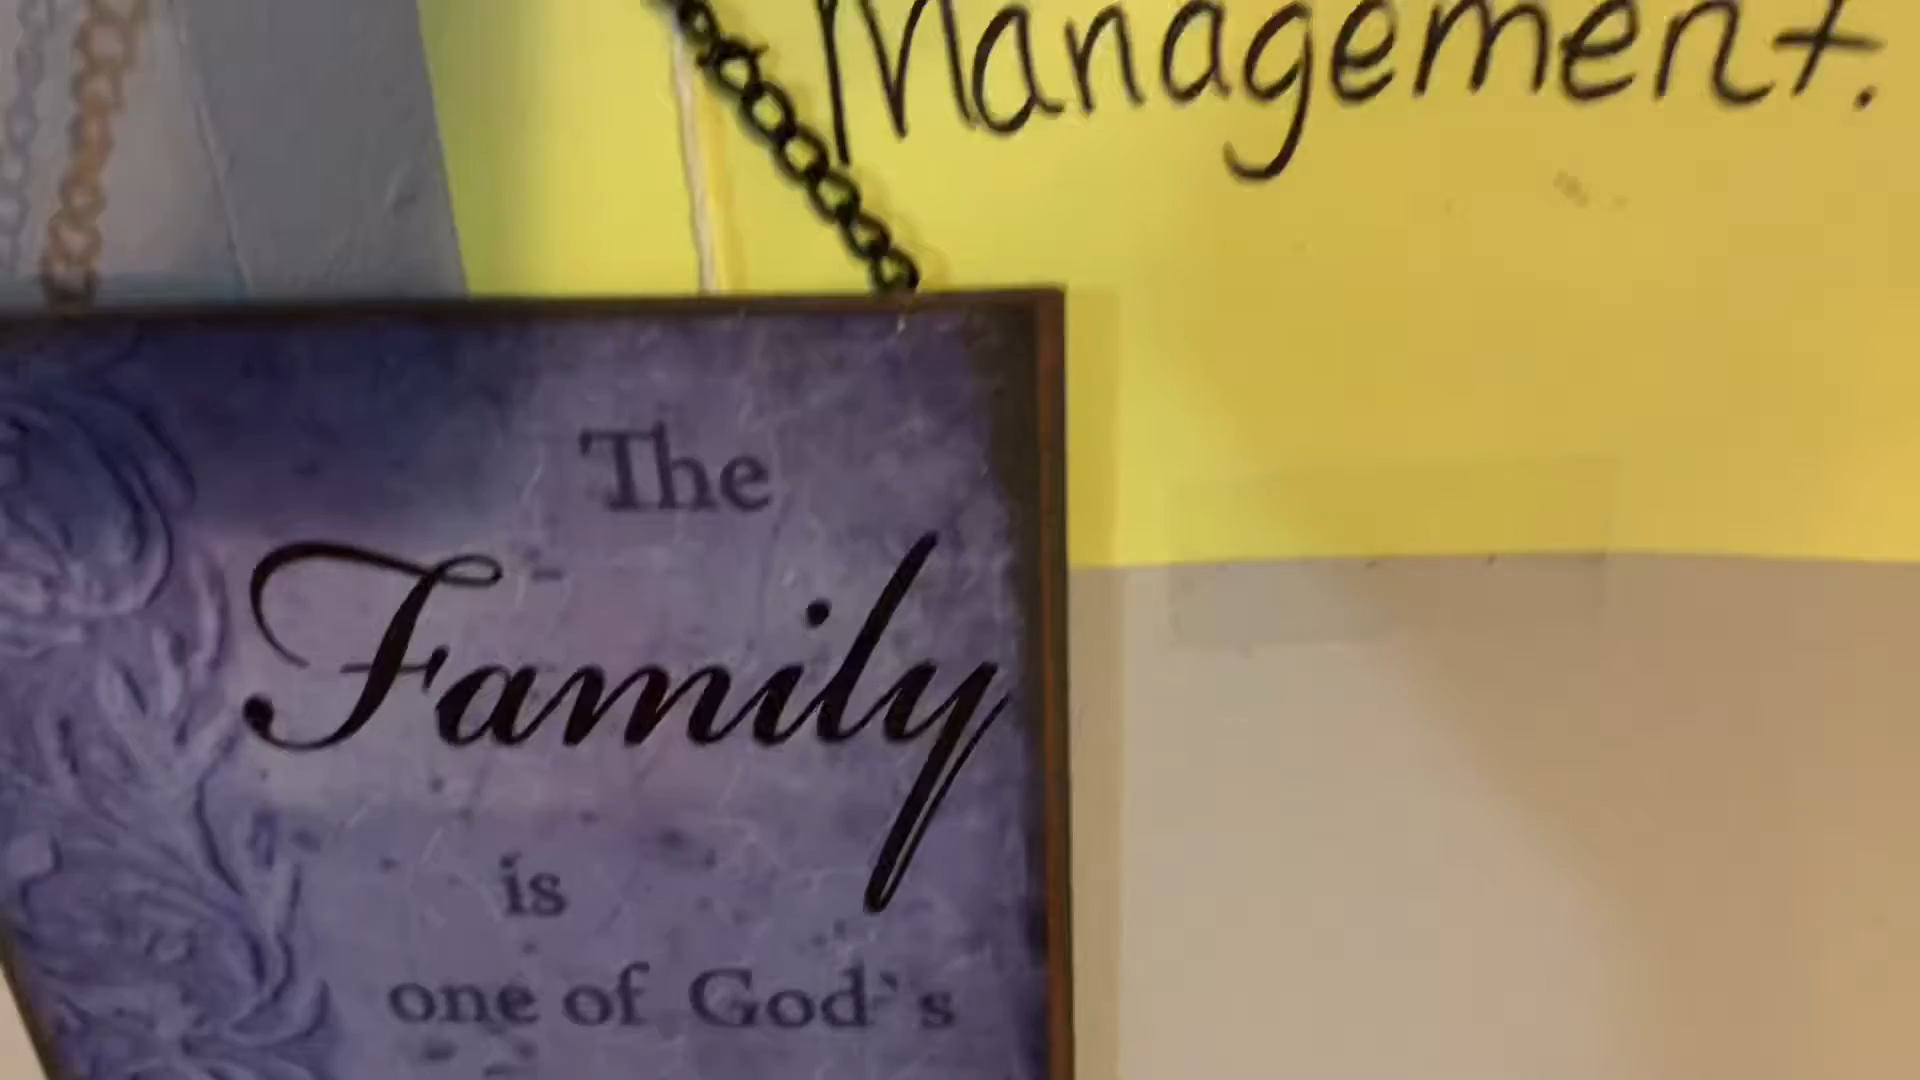 Management.
The
Family
is
one of God's